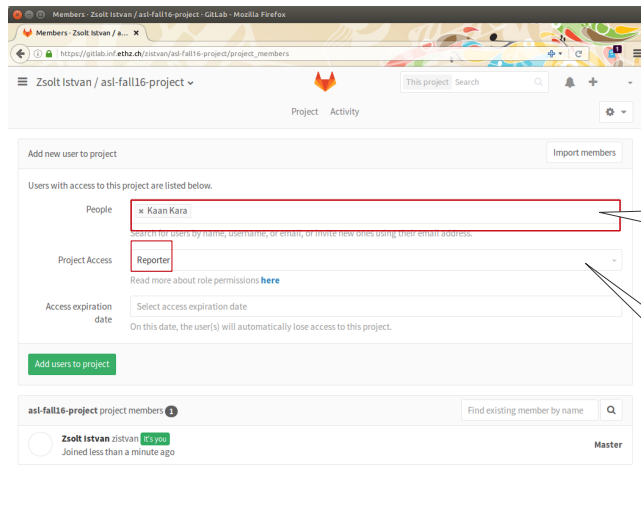 Members · Zsolt Istvan / asl-fall16-project · GitLab - Mozilla Firefox
Members · Zsolt Istvan / a... ×
https://gitlab.inf.ethz.ch/zistvan/asl-fall16-project/project_members
1
Zsolt Istvan / asl-fall16-project
This project Search
Project Activity
Add new user to project
Import members
Users with access to this project are listed below.
People
× Kaan Kara
Search for users by name, username, or email, or invite new ones using their email address.
Project Access
Reporter
Read more about role permissions here
Access expiration date
Select access expiration date
On this date, the user(s) will automatically lose access to this project.
Add users to project
asl-fall16-project project members 1
Find existing member by name
Zsolt Istvan zistvan It's you
Master
Joined less than a minute ago